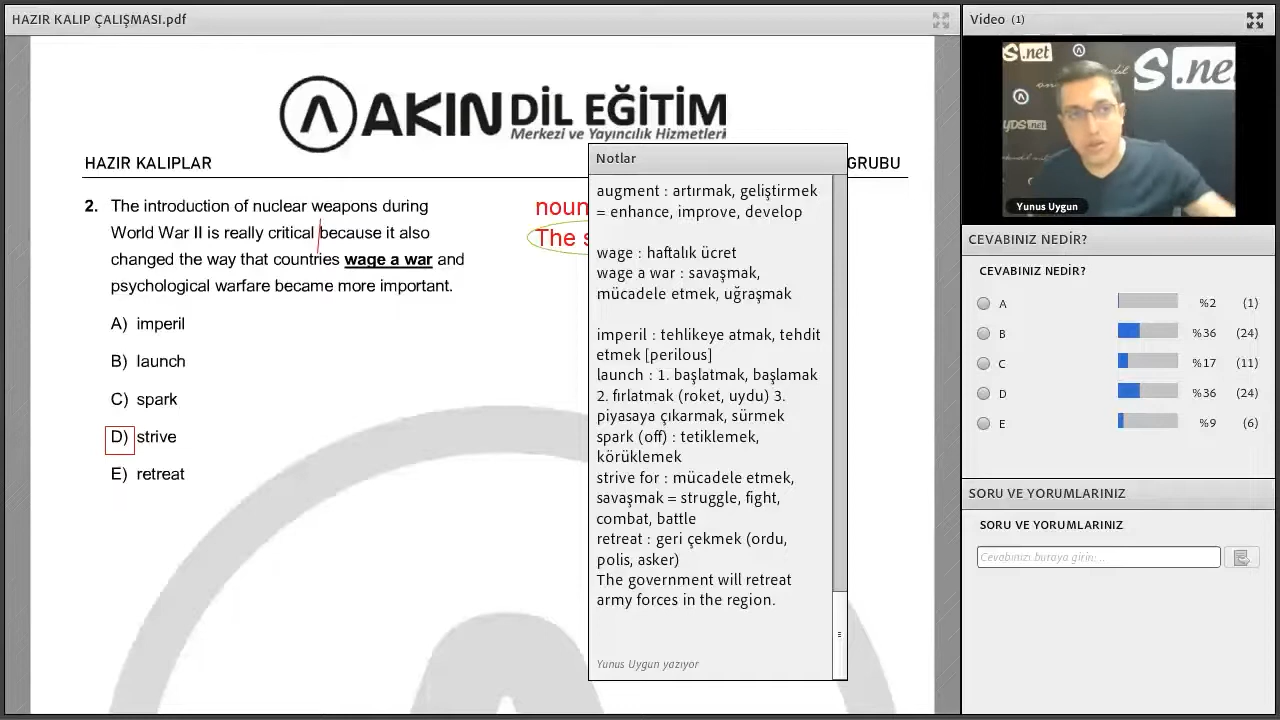 HAZIR KALIP ÇALIŞMASI.pdf
AKIN DİL EĞİTİM
Merkezi ve Yayıncılık Hizmetleri
HAZIR KALIPLAR
GRUBU
2. The introduction of nuclear weapons during
World War II is really critical because it also
changed the way that countries wage a war and
psychological warfare became more important.
A) imperil
B) launch
C) spark
D) strive
E) retreat
noun
The s
Notlar
augment : artırmak, geliştirmek
= enhance, improve, develop
wage : haftalık ücret
wage a war : savaşmak,
mücadele etmek, uğraşmak
imperil : tehlikeye atmak, tehdit
etmek [perilous]
launch : 1. başlatmak, başlamak
2. fırlatmak (roket, uydu) 3.
piyasaya çıkarmak, sürmek
spark (off) : tetiklemek,
körüklemek
strive for : mücadele etmek,
savaşmak = struggle, fight,
combat, battle
retreat : geri çekmek (ordu,
polis, asker)
The government will retreat
army forces in the region.
Yunus Uygun yazıyor
Video (1)
S.net
S.ne
YDS.net
Yunus Uygun
CEVABINIZ NEDİR?
CEVABINIZ NEDİR?
A %2 (1)
B %36 (24)
C %17 (11)
D %36 (24)
E %9 (6)
SORU VE YORUMLARINIZ
SORU VE YORUMLARINIZ
Cevabınızı buraya girin: ..